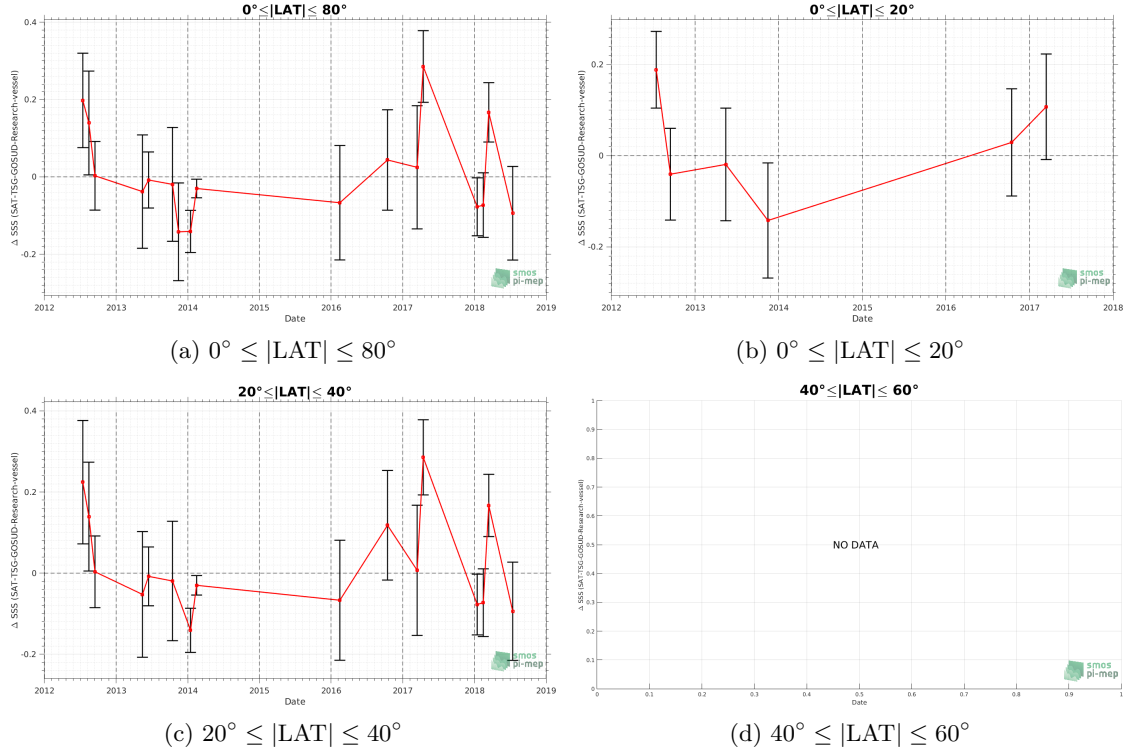 0°≤|LAT|≤ 80°
Δ SSS (SAT-TSG-GOSUD-Research-vessel)
0.4
0.2
0
-0.2
2012 2013 2014 2015 2016 2017 2018 2019
Date
smos
pi-mep
(a) 0° ≤ |LAT| ≤ 80°
0°≤|LAT|≤ 20°
Δ SSS (SAT-TSG-GOSUD-Research-vessel)
0.2
0
-0.2
2012 2013 2014 2015 2016 2017 2018
Date
smos
pi-mep
(b) 0° ≤ |LAT| ≤ 20°
20°≤|LAT|≤ 40°
Δ SSS (SAT-TSG-GOSUD-Research-vessel)
0.4
0.2
0
-0.2
2012 2013 2014 2015 2016 2017 2018 2019
Date
smos
pi-mep
(c) 20° ≤ |LAT| ≤ 40°
40°≤|LAT|≤ 60°
Δ SSS (SAT-TSG-GOSUD-Research-vessel)
1
0.9
0.8
0.7
0.6
0.5
0.4
0.3
0.2
0.1
0
NO DATA
0 0.1 0.2 0.3 0.4 0.5 0.6 0.7 0.8 0.9 1
Date
smos
pi-mep
(d) 40° ≤ |LAT| ≤ 60°